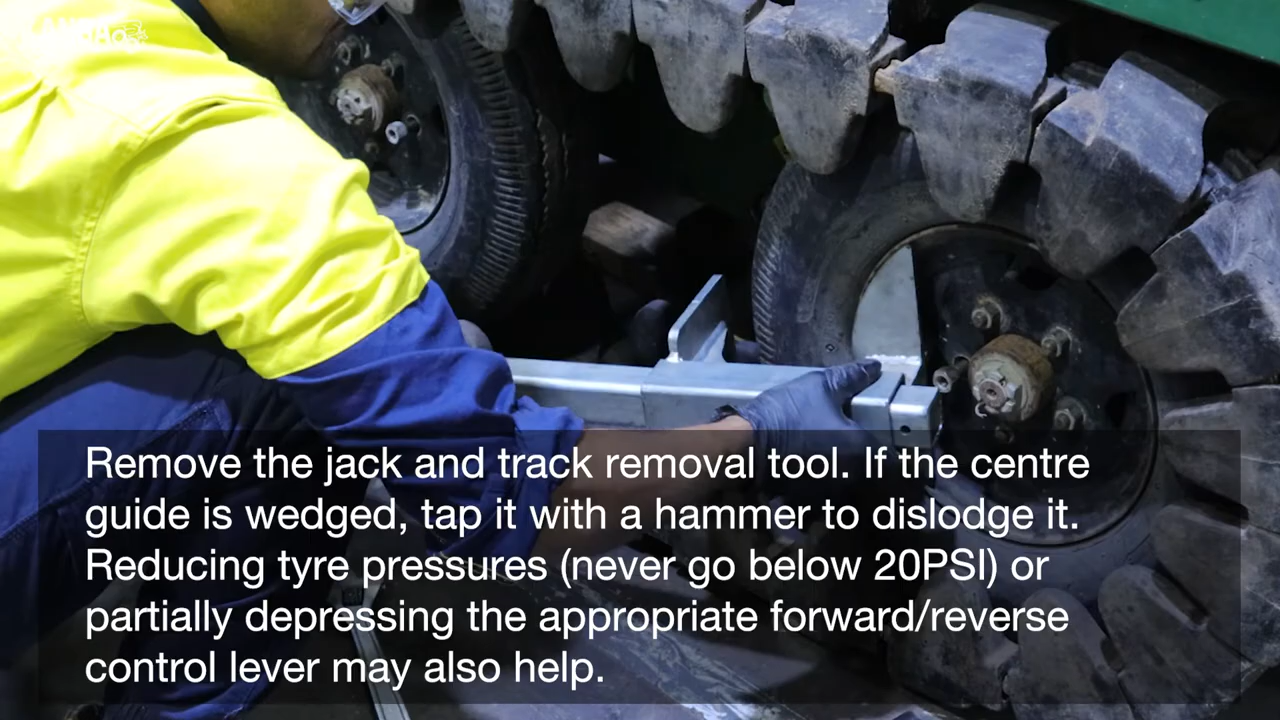 Remove the jack and track removal tool. If the centre
guide is wedged, tap it with a hammer to dislodge it.
Reducing tyre pressures (never go below 20PSI) or
partially depressing the appropriate forward/reverse
control lever may also help.